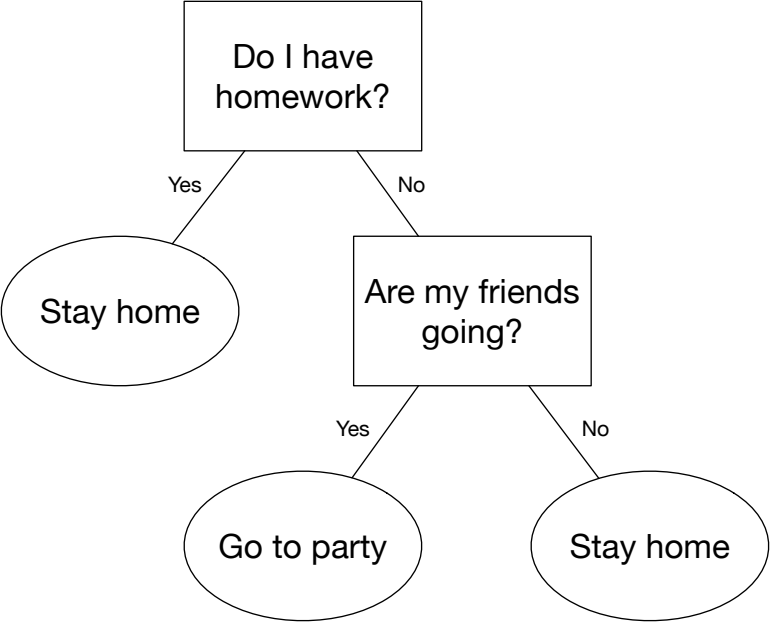 Do I have
homework?
Yes
No
Stay home
Are my friends
going?
Yes
No
Go to party
Stay home